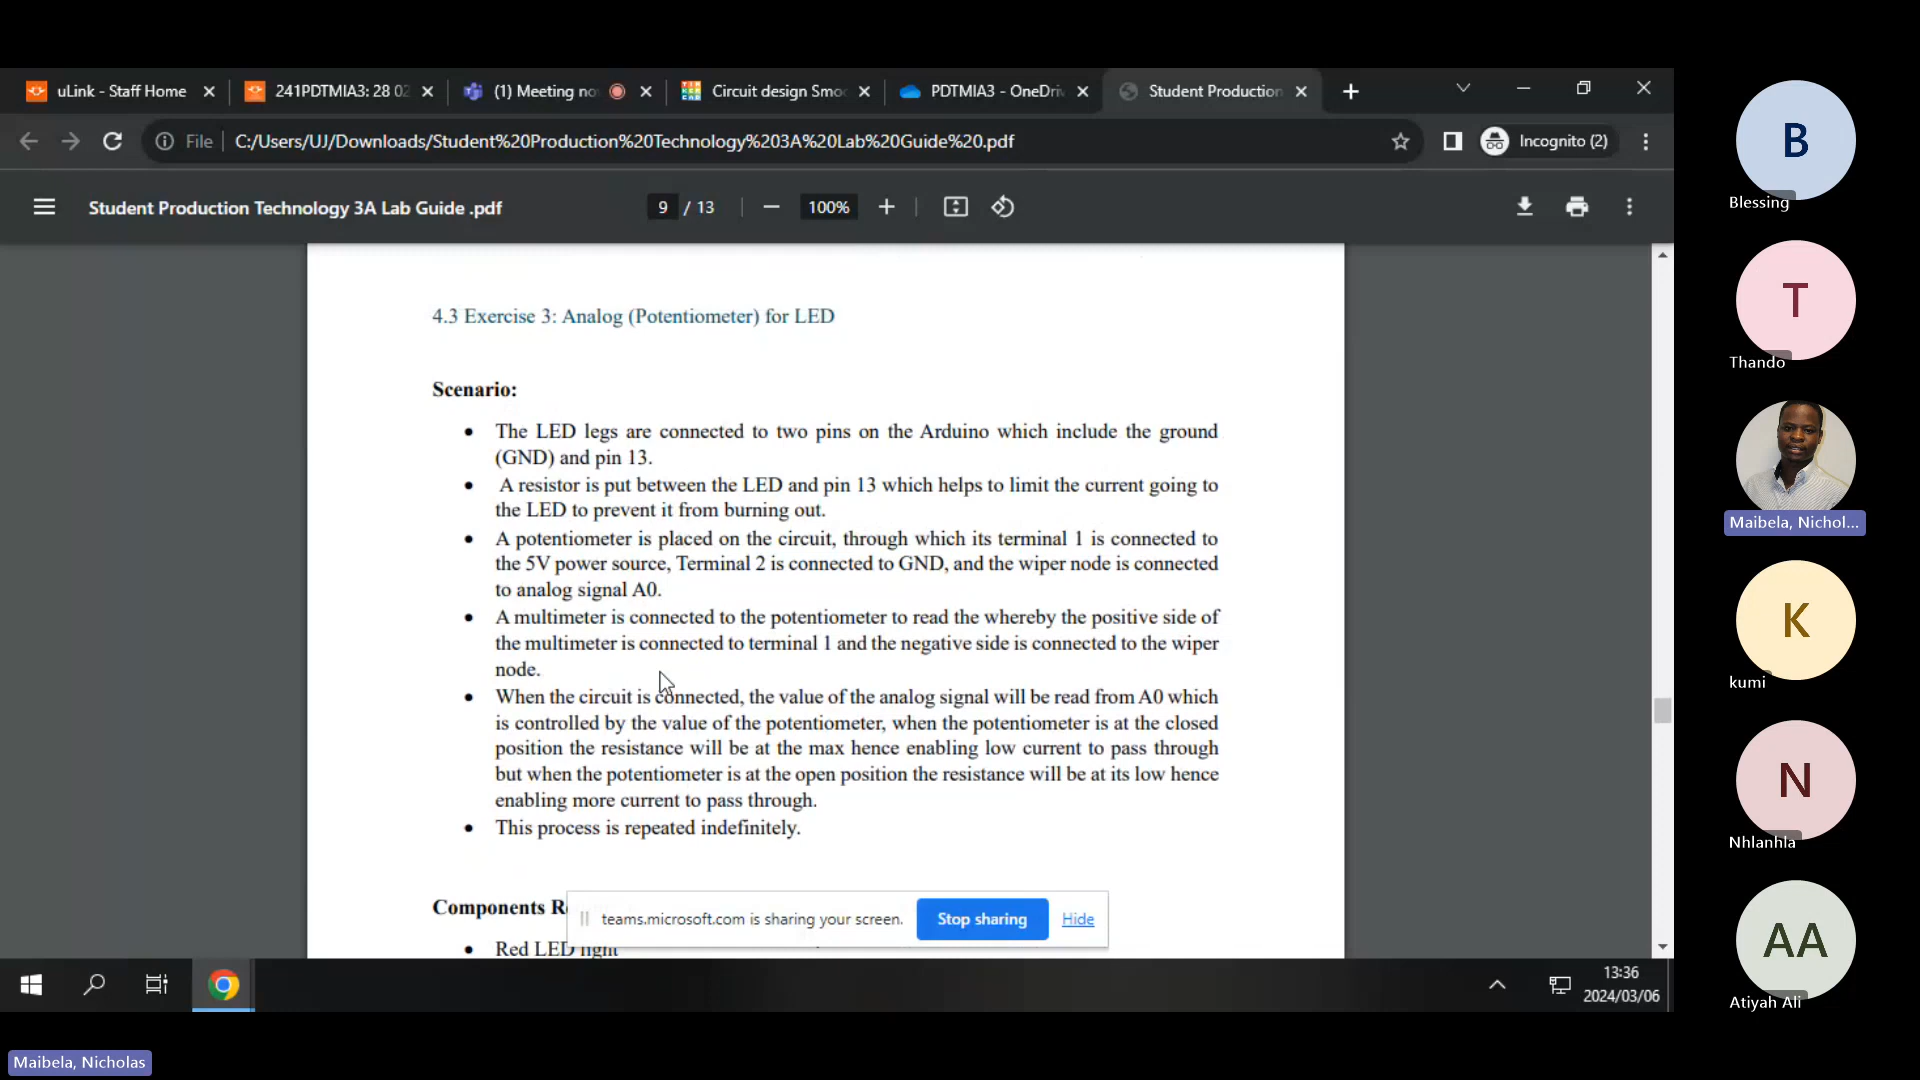 uLink - Staff Home
241PDTMIA3: 28 02
(1) Meeting no
Circuit design Smo
PDTMIA3 - OneDriv
Student Production
File
C:/Users/UJ/Downloads/Student%20Production%20Technology%203A%20Lab%20Guide%20.pdf
Incognito (2)
Student Production Technology 3A Lab Guide .pdf
9 / 13
100%
4.3 Exercise 3: Analog (Potentiometer) for LED
Scenario:
• The LED legs are connected to two pins on the Arduino which include the ground
(GND) and pin 13.
• A resistor is put between the LED and pin 13 which helps to limit the current going to
the LED to prevent it from burning out.
• A potentiometer is placed on the circuit, through which its terminal 1 is connected to
the 5V power source, Terminal 2 is connected to GND, and the wiper node is connected
to analog signal A0.
• A multimeter is connected to the potentiometer to read the whereby the positive side of
the multimeter is connected to terminal 1 and the negative side is connected to the wiper
node.
• When the circuit is connected, the value of the analog signal will be read from A0 which
is controlled by the value of the potentiometer, when the potentiometer is at the closed
position the resistance will be at the max hence enabling low current to pass through
but when the potentiometer is at the open position the resistance will be at its low hence
enabling more current to pass through.
• This process is repeated indefinitely.
Components R
• Red LED light
teams.microsoft.com is sharing your screen.
Stop sharing
Hide
13:36
2024/03/06
B
Blessing
T
Thando
Maibela, Nichol...
K
kumi
N
Nhlanhla
AA
Atiyah Ali
Maibela, Nicholas